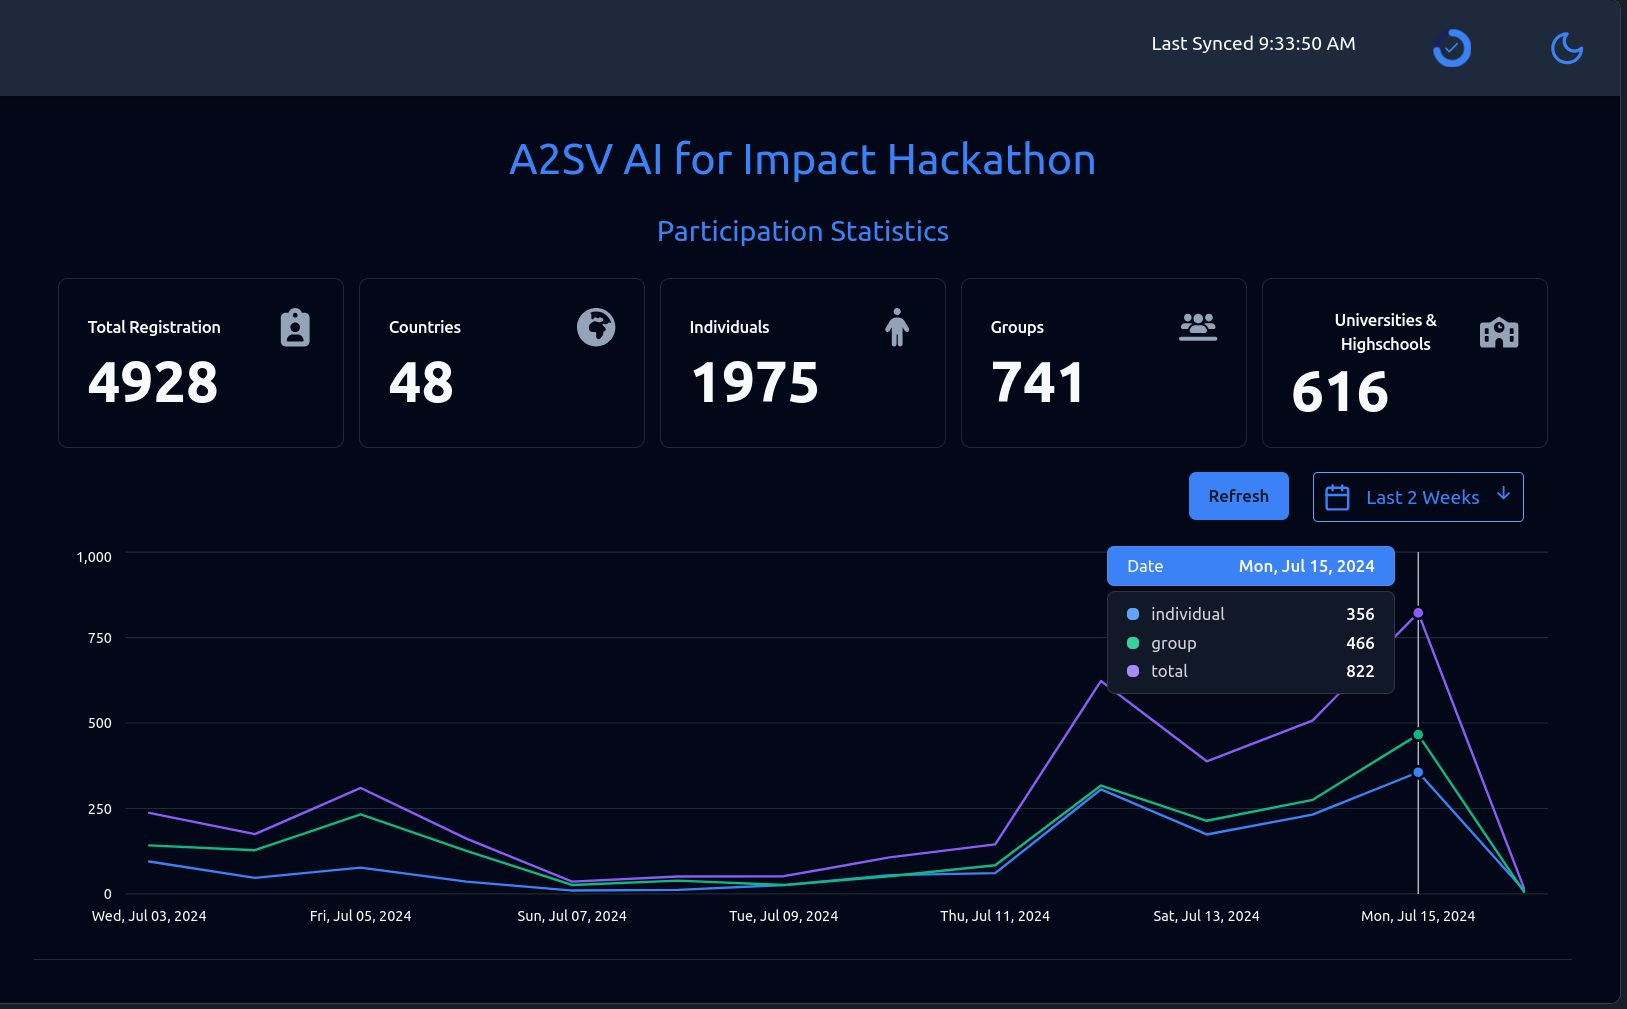 Last Synced 9:33:50 AM
A2SV AI for Impact Hackathon
Participation Statistics
Total Registration
4928
Countries
48
Individuals
1975
Groups
741
Universities &
Highschools
616
Refresh
Last 2 Weeks
1,000
750
500
250
0
Date Mon, Jul 15, 2024
individual 356
group 466
total 822
Wed, Jul 03, 2024 Fri, Jul 05, 2024 Sun, Jul 07, 2024 Tue, Jul 09, 2024 Thu, Jul 11, 2024 Sat, Jul 13, 2024 Mon, Jul 15, 2024